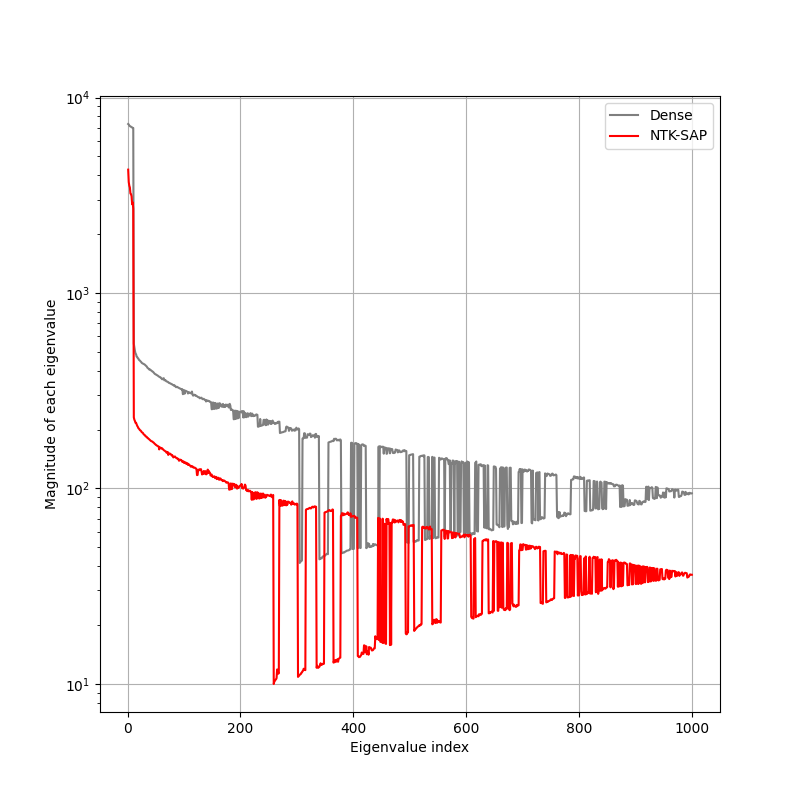 Dense
NTK-SAP
10^4
10^3
10^2
10^1
Magnitude of each eigenvalue
0 200 400 600 800 1000
Eigenvalue index